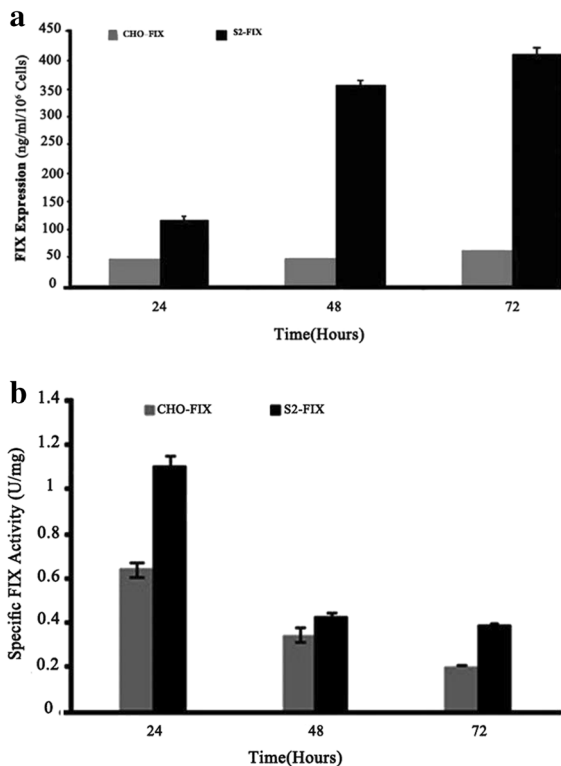 a
CHO-FIX
S2-FIX
FIX Expression (ng/ml/10⁶ Cells)
450
400
350
300
250
200
150
100
50
0
24
48
72
Time(Hours)
b
CHO-FIX
S2-FIX
Specific FIX Activity (U/mg)
1.4
1.2
1
0.8
0.6
0.4
0.2
0
24
48
72
Time(Hours)